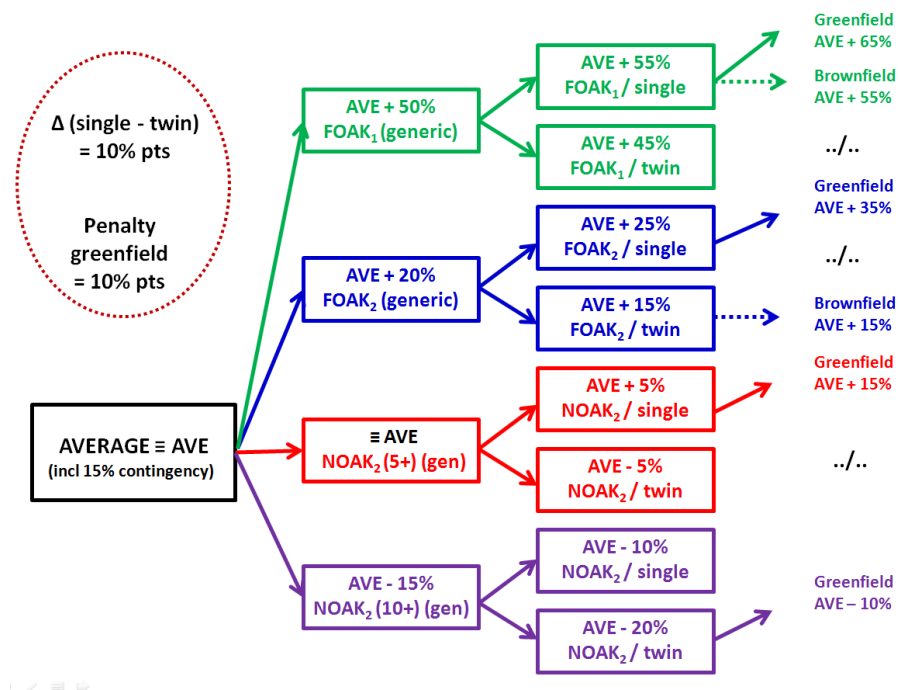 Δ (single - twin)
= 10% pts
Penalty
greenfield
= 10% pts
AVERAGE ≡ AVE
(incl 15% contingency)
AVE + 50%
FOAK₁ (generic)
AVE + 20%
FOAK₂ (generic)
≡ AVE
NOAK₂ (5+) (gen)
AVE - 15%
NOAK₂ (10+) (gen)
AVE + 55%
FOAK₁ / single
AVE + 45%
FOAK₁ / twin
AVE + 25%
FOAK₂ / single
AVE + 15%
FOAK₂ / twin
AVE + 5%
NOAK₂ / single
AVE - 5%
NOAK₂ / twin
AVE - 10%
NOAK₂ / single
AVE - 20%
NOAK₂ / twin
Greenfield
AVE + 65%
Brownfield
AVE + 55%
../..
Greenfield
AVE + 35%
../..
Brownfield
AVE + 15%
Greenfield
AVE + 15%
../..
Greenfield
AVE – 10%